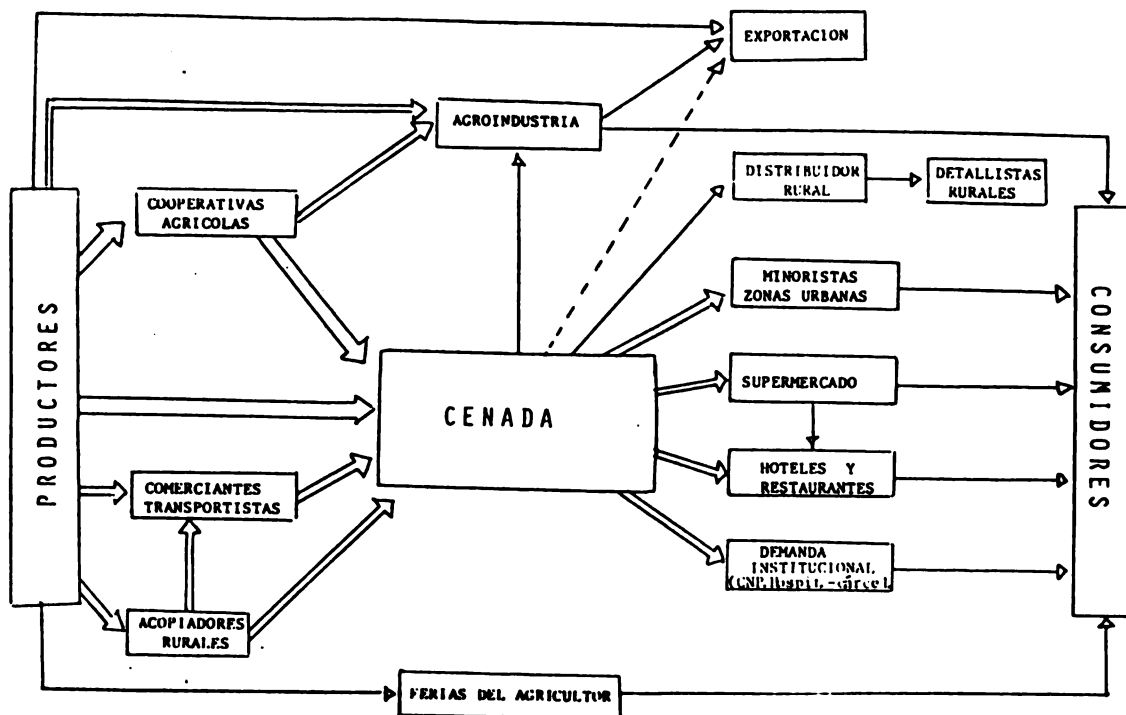 EXPORTACION
AGROINDUSTRIA
DISTRIBUIDOR
RURAL
DETALLISTAS
RURALES
COOPERATIVAS
AGRICOLAS
MINORISTAS
ZONAS URBANAS
PRODUCTORES
CONSUMIDORES
CENADA
SUPERMERCADO
COMERCIANTES
TRANSPORTISTAS
HOTELES Y
RESTAURANTES
DEMANDA
INSTITUCIONAL
(CNP,
ACOPIADORES
RURALES
FERIAS DEL AGRICULTOR